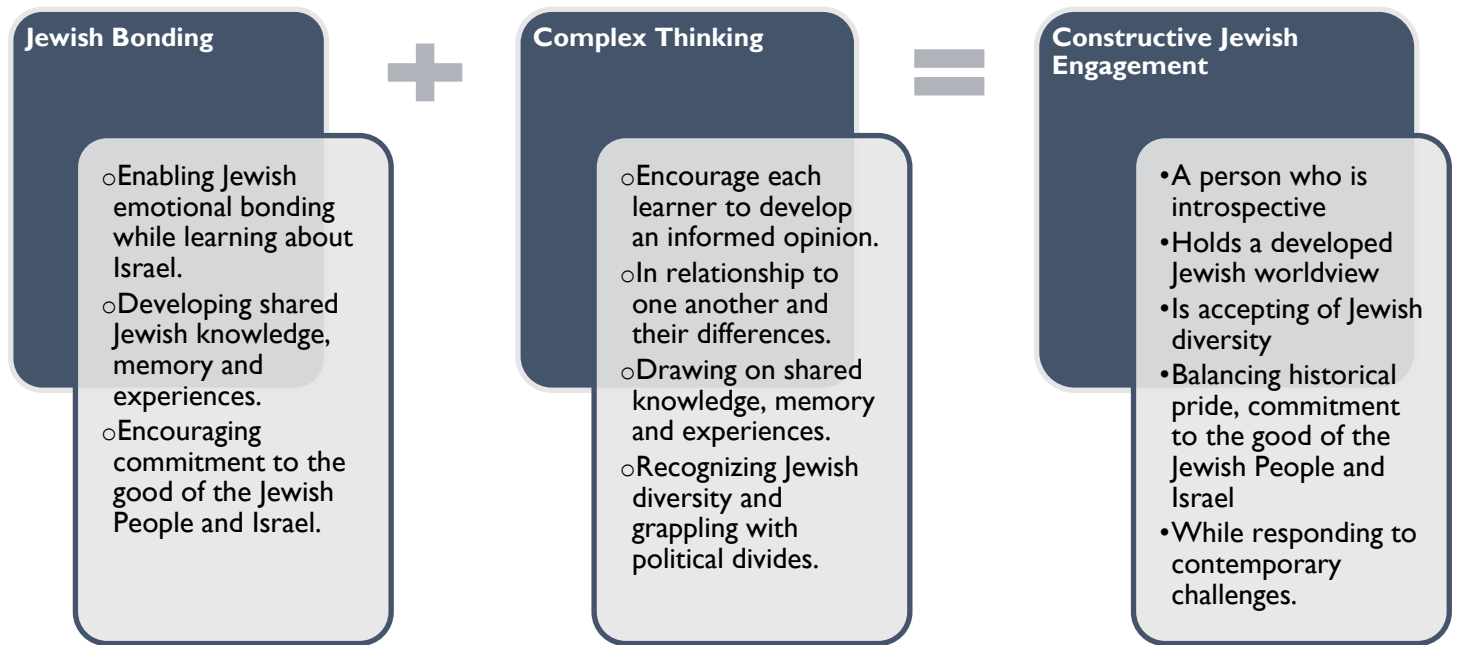 Jewish Bonding
oEnabling Jewish
emotional bonding
while learning about
Israel.
oDeveloping shared
Jewish knowledge,
memory and
experiences.
oEncouraging
commitment to the
good of the Jewish
People and Israel.
+
Complex Thinking
oEncourage each
learner to develop
an informed opinion.
oIn relationship to
one another and
their differences.
oDrawing on shared
knowledge, memory
and experiences.
oRecognizing Jewish
diversity and
grappling with
political divides.
=
Constructive Jewish
Engagement
•A person who is
introspective
•Holds a developed
Jewish worldview
•Is accepting of Jewish
diversity
•Balancing historical
pride, commitment
to the good of the
Jewish People and
Israel
•While responding to
contemporary
challenges.